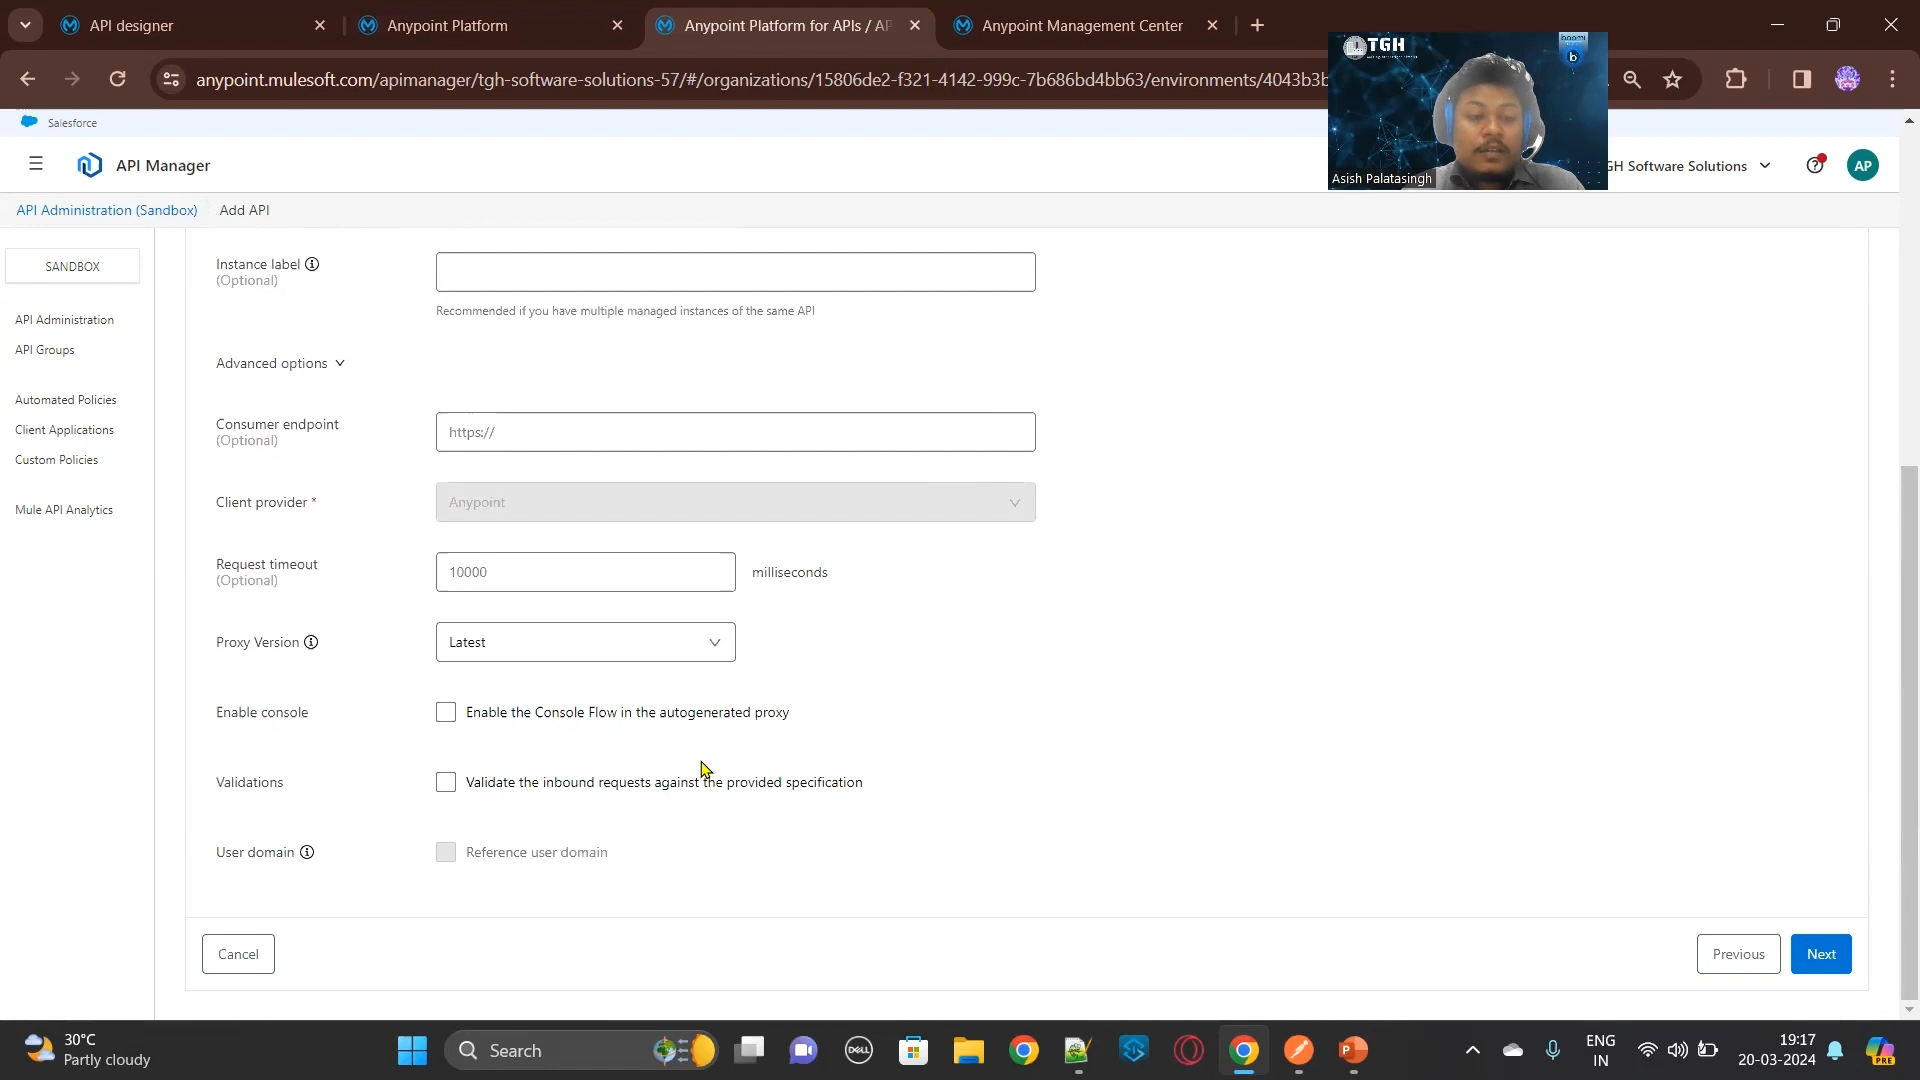 API designer
Anypoint Platform
Anypoint Platform for APIs / AP
Anypoint Management Center
anypoint.mulesoft.com/apimanager/tgh-software-solutions-57/#/organizations/15806de2-f321-4142-999c-7b686bd4bb63/environments/4043b3b
TGH
boomi
b
Asish Palatasingh
Salesforce
API Manager
GH Software Solutions
AP
API Administration (Sandbox)
Add API
SANDBOX
API Administration
API Groups
Automated Policies
Client Applications
Custom Policies
Mule API Analytics
Instance label
(Optional)
Recommended if you have multiple managed instances of the same API
Advanced options
Consumer endpoint
(Optional)
https://
Client provider *
Anypoint
Request timeout
(Optional)
10000
milliseconds
Proxy Version
Latest
Enable console
Enable the Console Flow in the autogenerated proxy
Validations
Validate the inbound requests against the provided specification
User domain
Reference user domain
Cancel
Previous
Next
30°C
Partly cloudy
Search
DELL
ENG
IN
19:17
20-03-2024
PRE